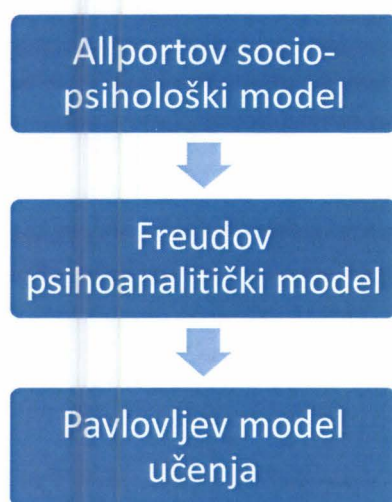 Allportov socio-
psihološki model
Freudov
psihoanalitički model
Pavlovljev model
učenja